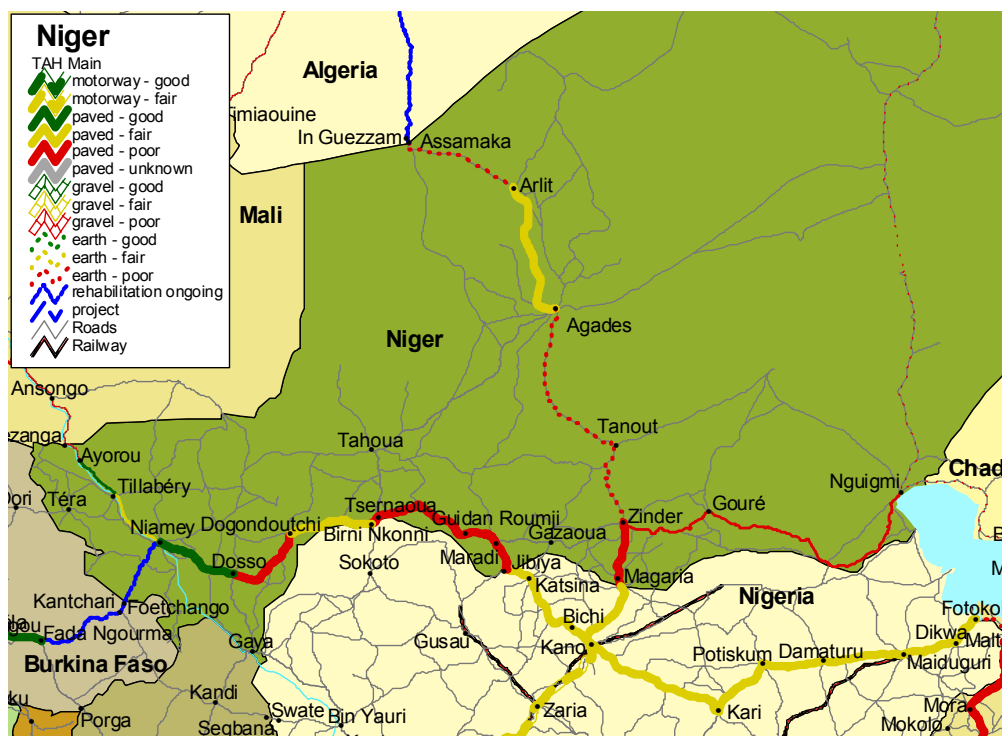 Niger
TAH Main
motorway - good
motorway - fair
paved - good
paved - fair
paved - poor
paved - unknown
gravel - good
gravel - fair
gravel - poor
earth - good
earth - fair
earth - poor
rehabilitation ongoing
project
Roads
Railway
Algeria
In Guezzam
Assamaka
Arlit
Mali
Agades
Niger
Ansongo
Tanout
Tahoua
Ayorou
Chad
Nguigmi
Tillabéry
Téra
Gouré
Tsernaoua
Zinder
Niamey
Dogondoutchi
Guidan Roumji
Birni Nkonni
Gazaoua
Dosso
Sokoto
Makadi
Jibiya
Katsina
Magaria
Nigeria
Kantchari
Foetchango
Bichi
Fotoko
Fada Ngourma
Gaya
Gusau
Kano
Dikwa
Burkina Faso
Potiskum
Damaturu
Maiduguri
Kandi
Mora
Porga
Segbana
Swate
Bin Yauri
Zaria
Kari
Mokolo